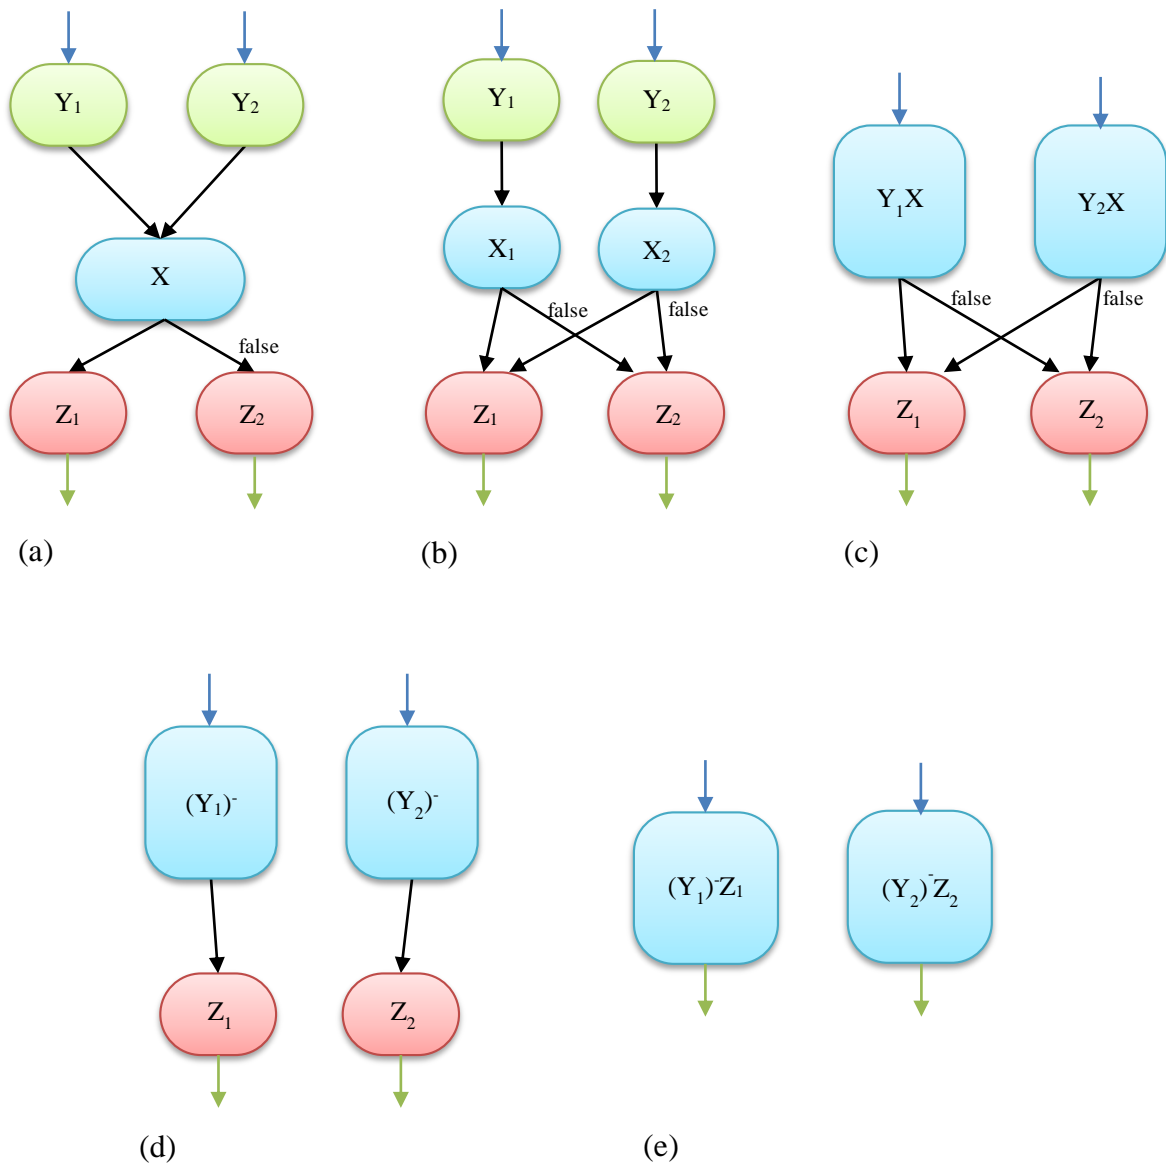 Y₁
Y₂
X
false
Z₁
Z₂
(a)
Y₁
Y₂
X₁
X₂
false
false
Z₁
Z₂
(b)
Y₁X
Y₂X
false
false
Z₁
Z₂
(c)
(Y₁)⁻
(Y₂)⁻
Z₁
Z₂
(d)
(Y₁)⁻Z₁
(Y₂)⁻Z₂
(e)